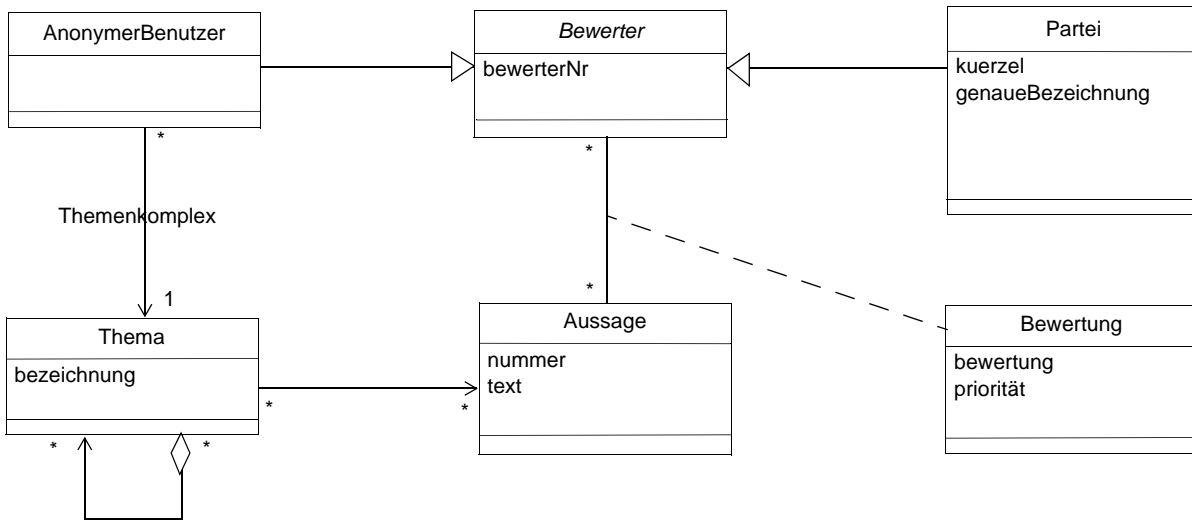 AnonymerBenutzer
Bewerter
bewerterNr
Partei
kuerzel
genaueBezeichnung
*
*
Themenkomplex
1
*
Thema
bezeichnung
*
*
Aussage
nummer
text
Bewertung
bewertung
priorität
*
*